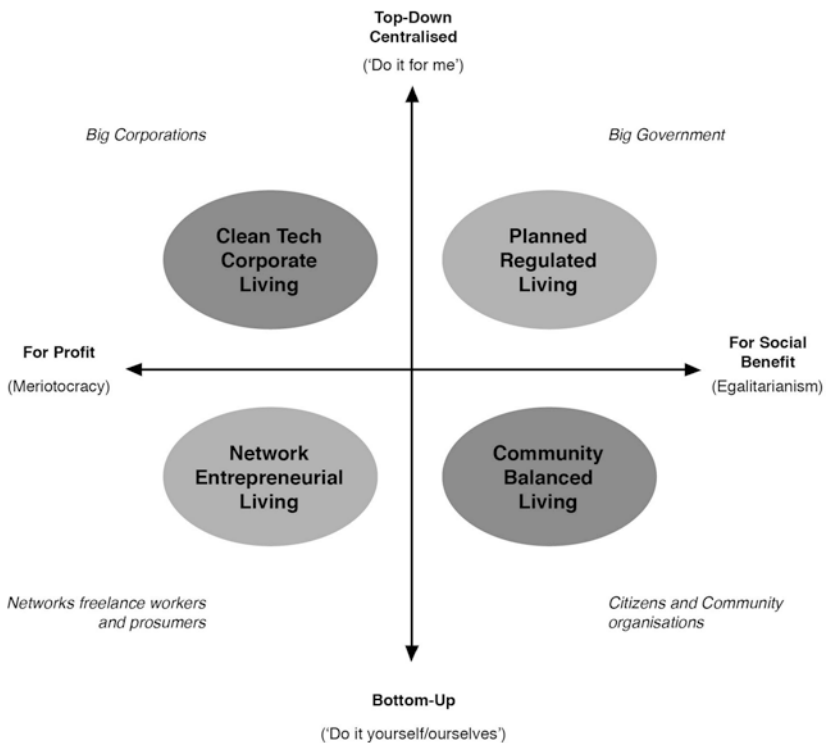 Top-Down
Centralised
('Do it for me')
Big Corporations
Big Government
Clean Tech
Corporate
Living
Planned
Regulated
Living
For Profit
(Meriotocracy)
For Social
Benefit
(Egalitarianism)
Network
Entrepreneurial
Living
Community
Balanced
Living
Networks freelance workers
and prosumers
Citizens and Community
organisations
Bottom-Up
('Do it yourself/ourselves')